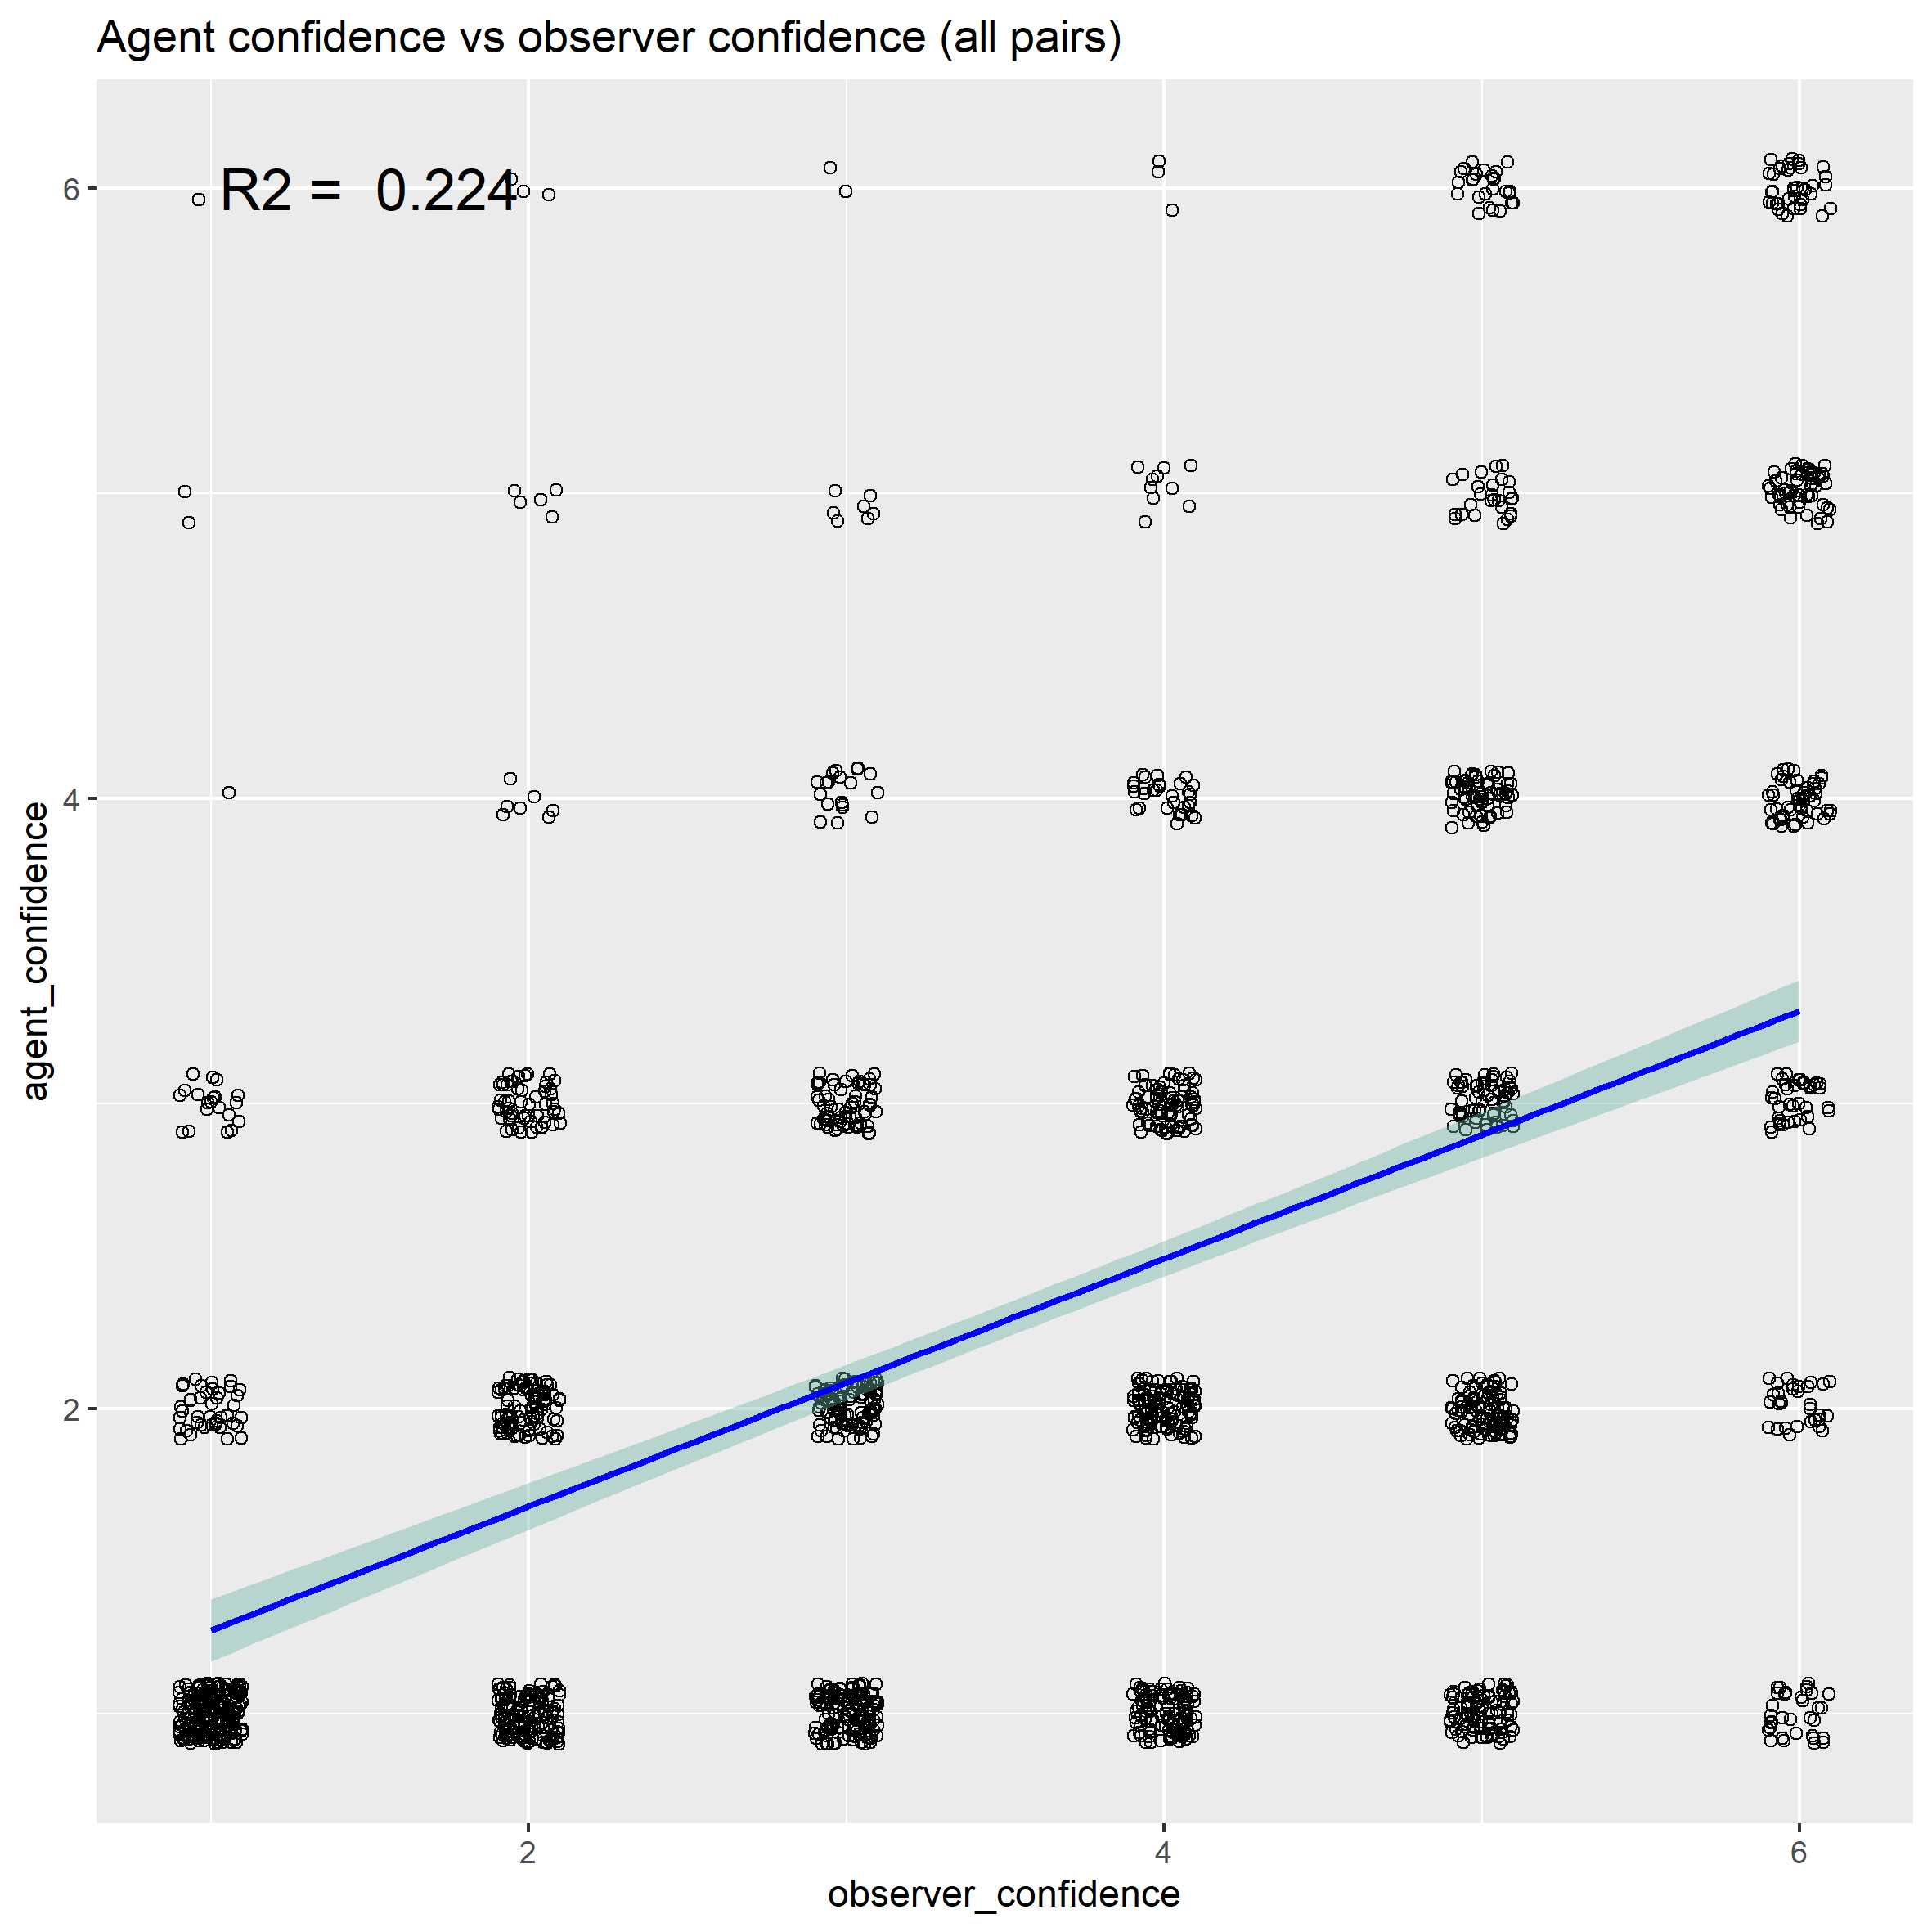 Agent confidence vs observer confidence (all pairs)
R2 =  0.224
6
4
2
agent_confidence
2
4
6
observer_confidence